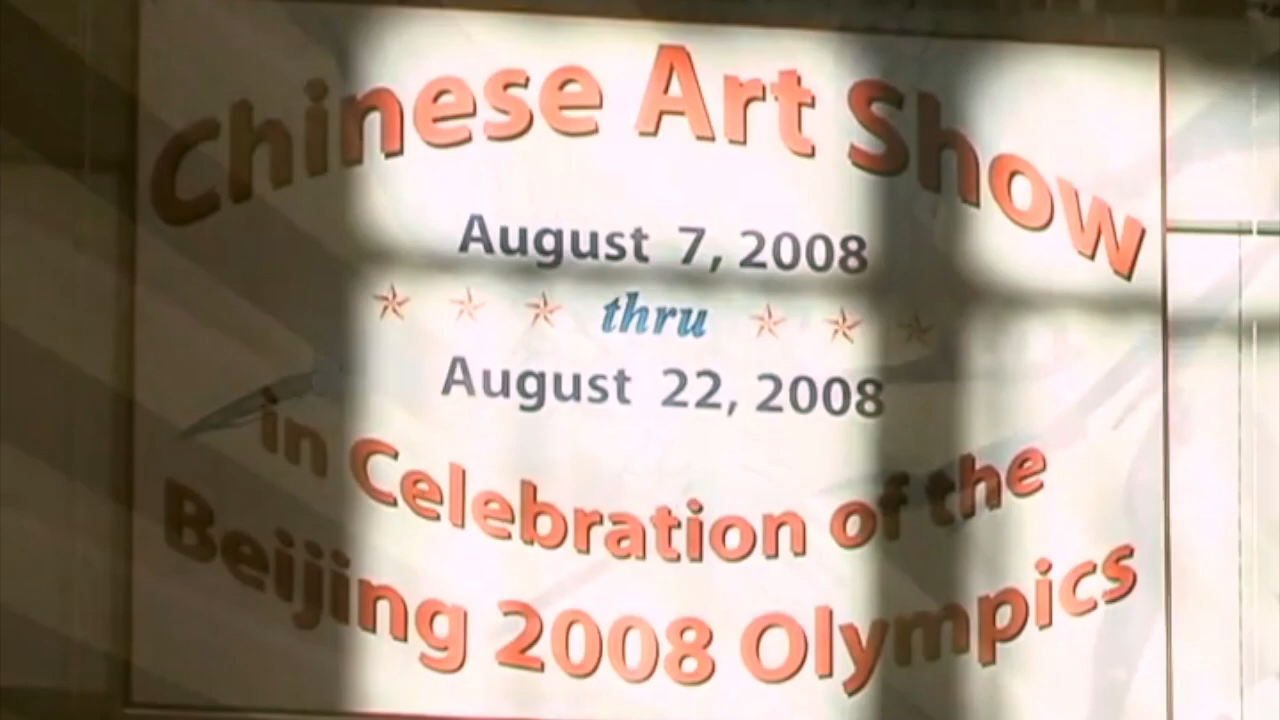 Chinese Art Show
August 7, 2008
thru
August 22, 2008
in Celebration of the
Beijing 2008 Olympics